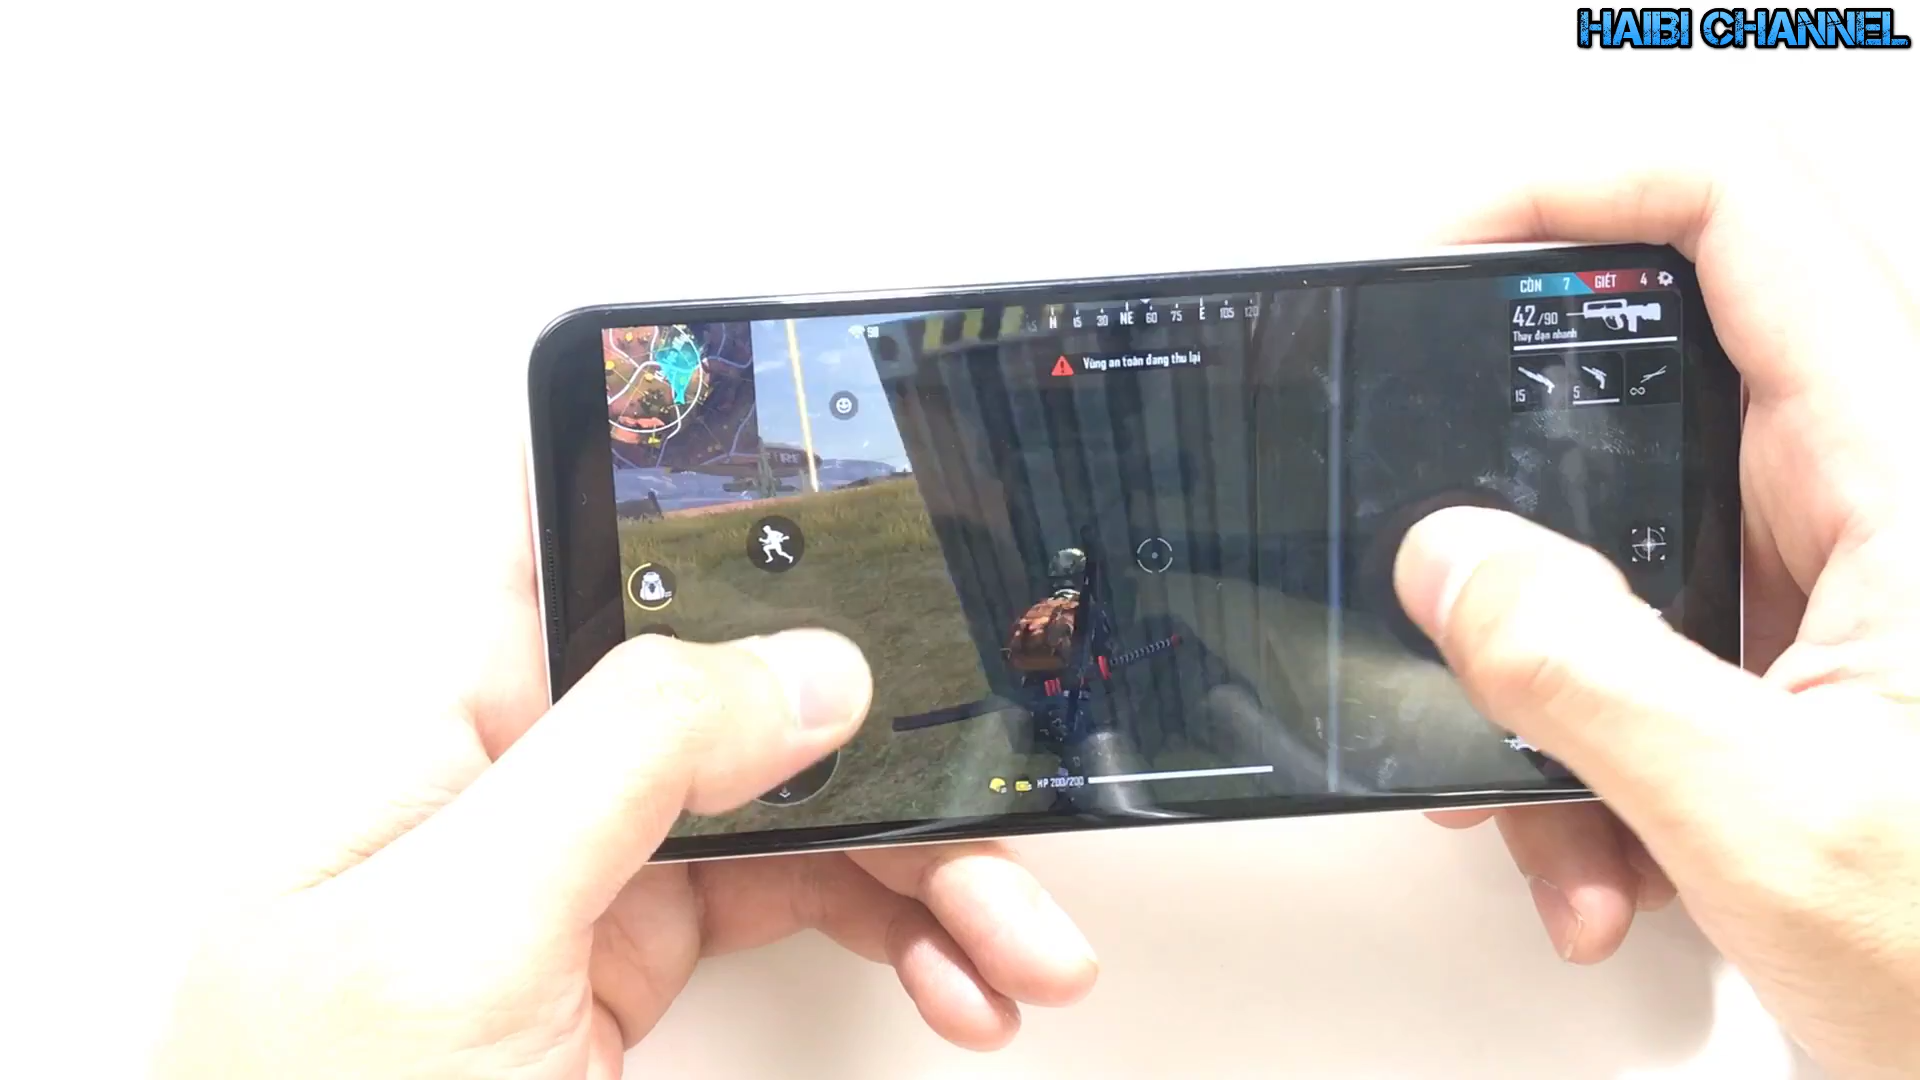 HAIBI CHANNEL
CÒN 7 GIẾT 4
98
N 15 30 NE 60 75 E 105 120
42/90
Thay đạn nhanh
Vùng an toàn đang thu lại
15 5 ∞
HP 200/200